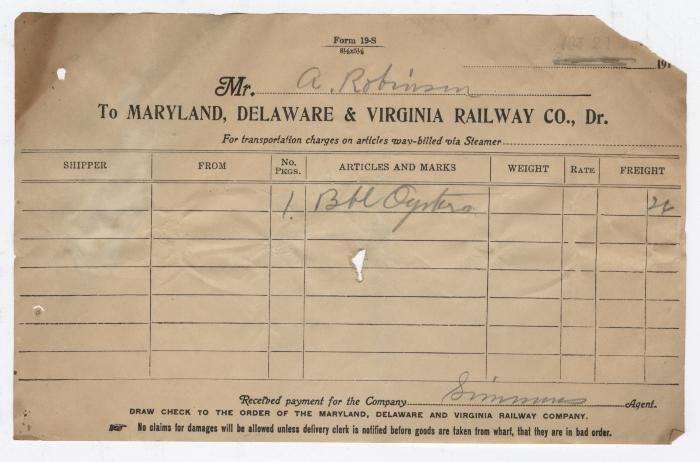 Form 19-S
8½x5½
191
Mr. A. Robinson
To MARYLAND, DELAWARE & VIRGINIA RAILWAY CO., Dr.
For transportation charges on articles way-billed via Steamer
SHIPPER FROM No. PKGS. ARTICLES AND MARKS WEIGHT RATE FREIGHT
1 Bbl Oysters 24
Received payment for the Company Simmons Agent.
DRAW CHECK TO THE ORDER OF THE MARYLAND, DELAWARE AND VIRGINIA RAILWAY COMPANY.
☞ No claims for damages will be allowed unless delivery clerk is notified before goods are taken from wharf, that they are in bad order.